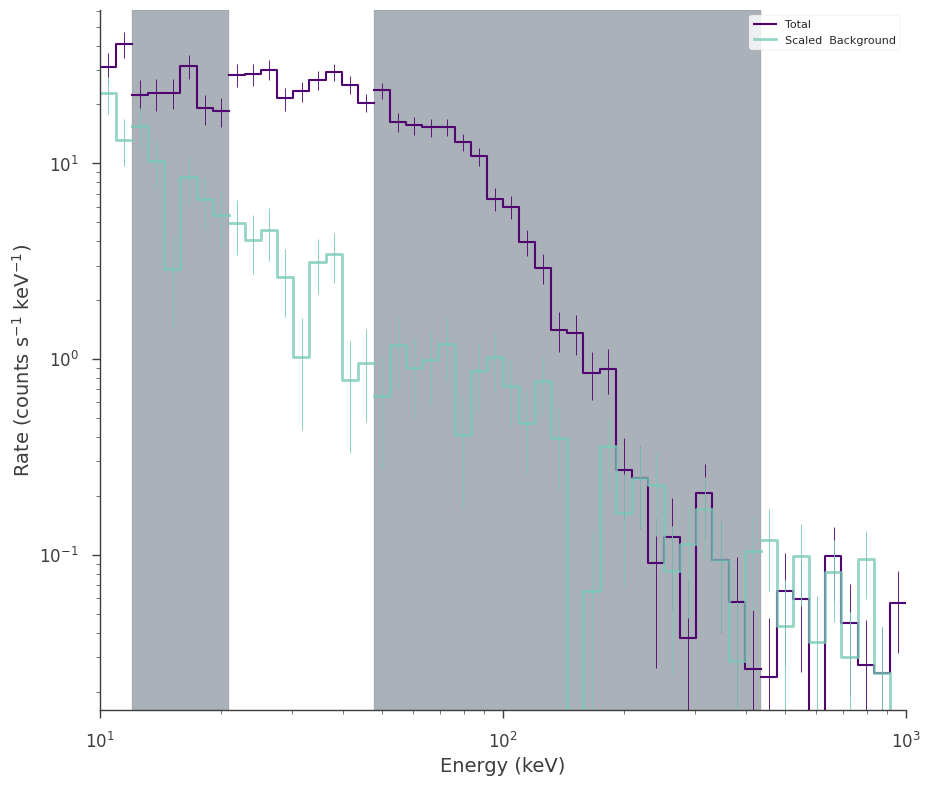 Total
Scaled  Background
Rate (counts s⁻¹ keV⁻¹)
10¹
10⁰
10⁻¹
10¹ 10² 10³
Energy (keV)